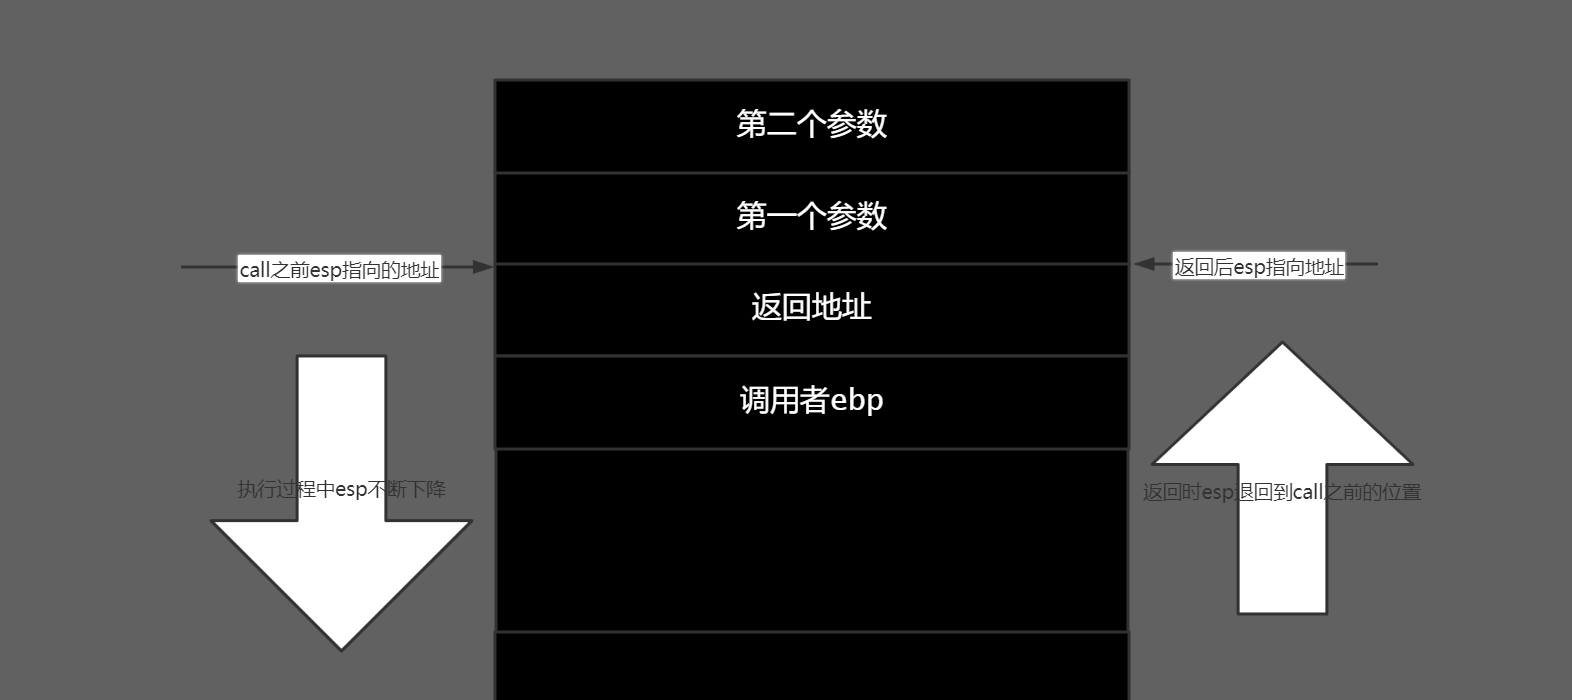 第二个参数
第一个参数
call之前esp指向的地址
返回后esp指向地址
返回地址
调用者ebp
执行过程中esp不断下降
返回时esp退回到call之前的位置